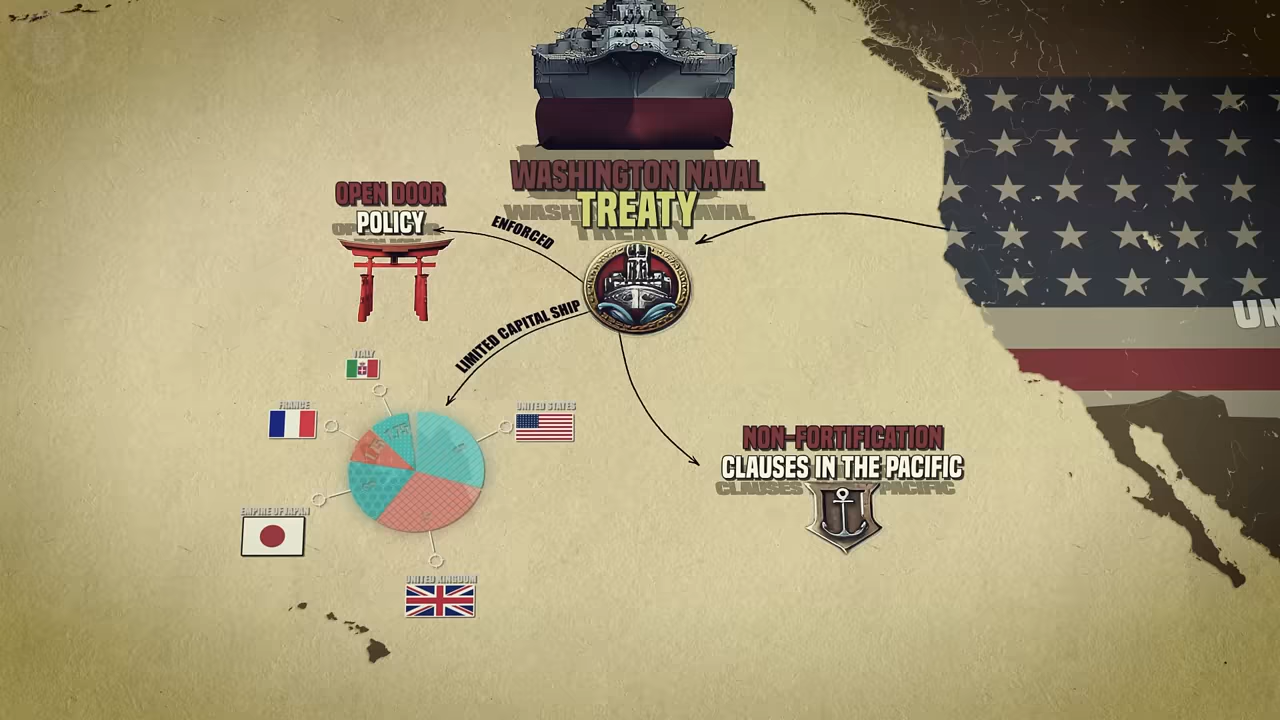 WASHINGTON NAVAL
TREATY
OPEN DOOR
POLICY
ENFORCED
LIMITED CAPITAL SHIP
UN
ITALY
FRANCE
UNITED STATES
EMPIRE OF JAPAN
UNITED KINGDOM
NON-FORTIFICATION
CLAUSES IN THE PACIFIC